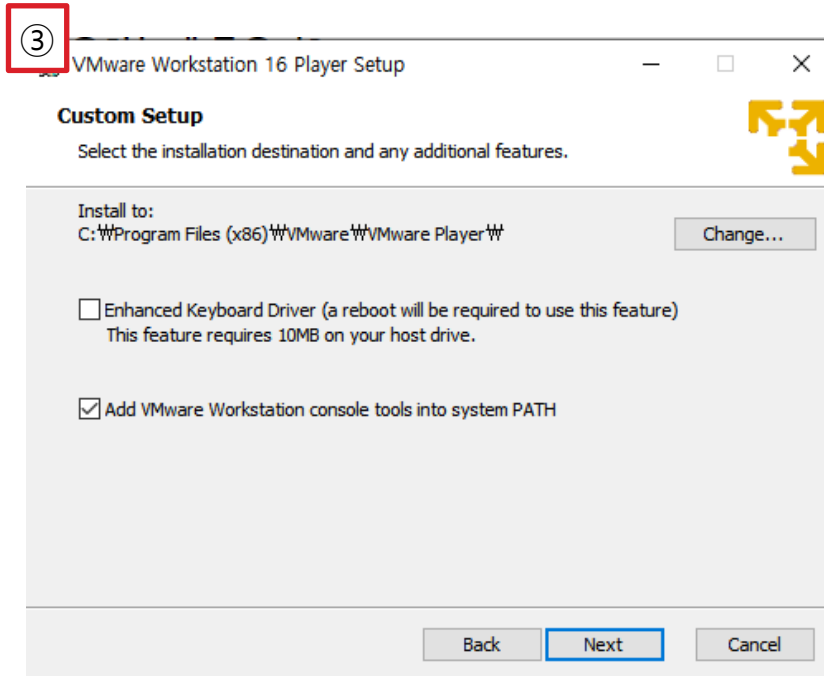 ③
VMware Workstation 16 Player Setup
Custom Setup
Select the installation destination and any additional features.
Install to:
C:₩Program Files (x86)₩VMware₩VMware Player₩
Change...
Enhanced Keyboard Driver (a reboot will be required to use this feature)
This feature requires 10MB on your host drive.
Add VMware Workstation console tools into system PATH
Back
Next
Cancel